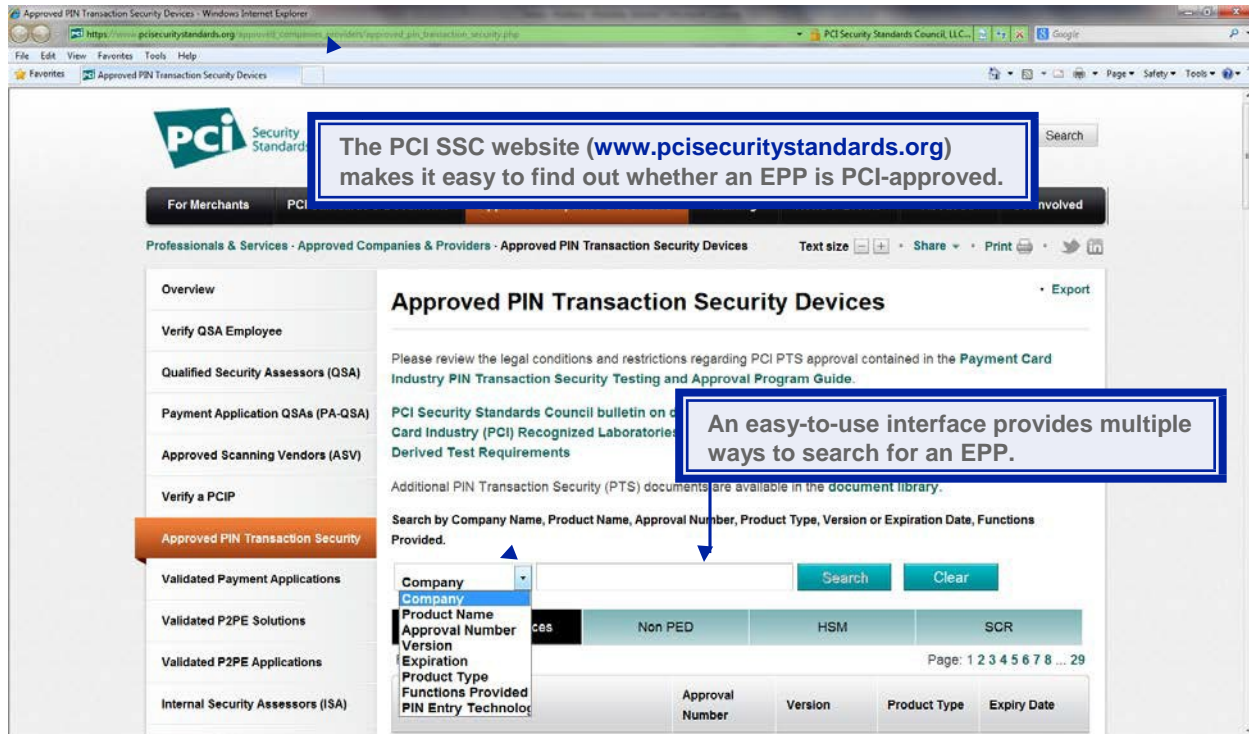 Approved PIN Transaction Security Devices - Windows Internet Explorer
https://www.pcisecuritystandards.org/approved_companies_providers/approved_pin_transaction_security.php
PCI Security Standards Council, LLC...
Google
File Edit View Favorites Tools Help
Favorites
Approved PIN Transaction Security Devices
Page Safety Tools
PCI Security
Standards
Search
The PCI SSC website (www.pcisecuritystandards.org)
makes it easy to find out whether an EPP is PCI-approved.
For Merchants
Professionals & Services - Approved Companies & Providers - Approved PIN Transaction Security Devices
Text size - + · Share · Print
Overview
Verify QSA Employee
Qualified Security Assessors (QSA)
Payment Application QSAs (PA-QSA)
Approved Scanning Vendors (ASV)
Verify a PCIP
Approved PIN Transaction Security
Validated Payment Applications
Validated P2PE Solutions
Validated P2PE Applications
Internal Security Assessors (ISA)
Approved PIN Transaction Security Devices
· Export
Please review the legal conditions and restrictions regarding PCI PTS approval contained in the Payment Card
Industry PIN Transaction Security Testing and Approval Program Guide.
PCI Security Standards Council bulletin on
Card Industry (PCI) Recognized Laboratories
Derived Test Requirements
An easy-to-use interface provides multiple
ways to search for an EPP.
Additional PIN Transaction Security (PTS) documents are available in the document library.
Search by Company Name, Product Name, Approval Number, Product Type, Version or Expiration Date, Functions
Provided.
Company
Search
Clear
Company
Product Name
Approval Number
Version
Expiration
Product Type
Functions Provided
PIN Entry Technolog
Non PED
HSM
SCR
Page: 1 2 3 4 5 6 7 8 ... 29
Approval
Number
Version
Product Type
Expiry Date